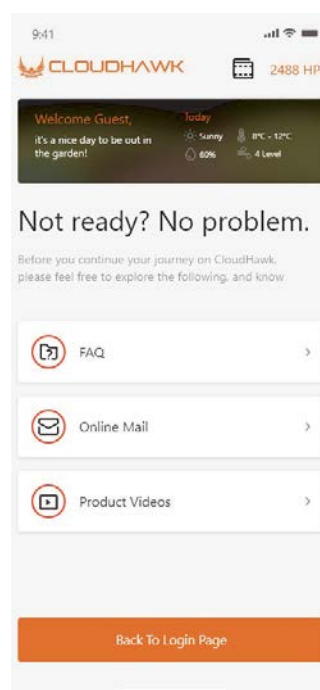 9:41
CLOUDHAWK
2488 HP
Welcome Guest,
it's a nice day to be out in
the garden!
Today
Sunny
8°C - 12°C
60%
4 Level
Not ready? No problem.
Before you continue your journey on CloudHawk,
please feel free to explore the following, and know
FAQ
Online Mail
Product Videos
Back To Login Page